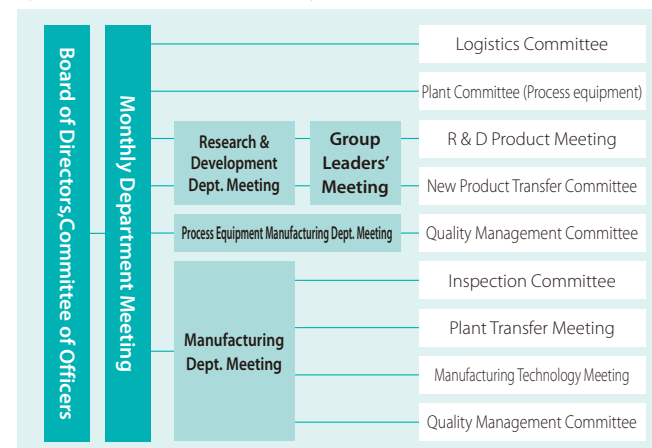 Board of Directors,Committee of Officers
Monthly Department Meeting
Research &
Development
Dept. Meeting
Group
Leaders’
Meeting
Process Equipment Manufacturing Dept. Meeting
Manufacturing
Dept. Meeting
Logistics Committee
Plant Committee (Process equipment)
R & D Product Meeting
New Product Transfer Committee
Quality Management Committee
Inspection Committee
Plant Transfer Meeting
Manufacturing Technology Meeting
Quality Management Committee